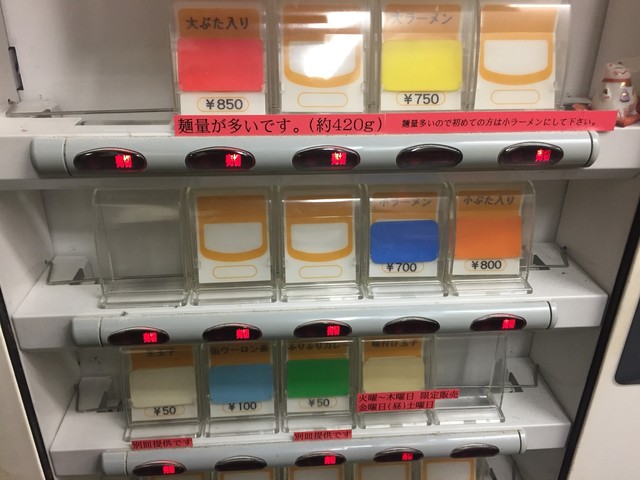 大ぶた入り
大ラーメン
¥850
¥750
麺量が多いです。(約420g)
麺量多いので初めての方は小ラーメンにして下さい。
小ラーメン
小ぶた入り
¥700
¥800
¥50
¥100
¥50
火曜〜木曜日 限定販売
金曜日(昼)土曜日
別皿提供です
別皿提供です